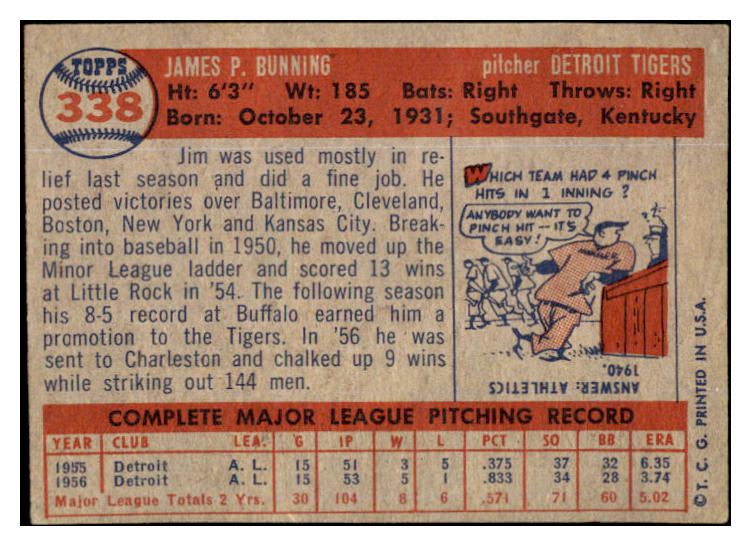 TOPPS
338
JAMES P. BUNNING pitcher DETROIT TIGERS
Ht: 6'3" Wt: 185 Bats: Right Throws: Right
Born: October 23, 1931; Southgate, Kentucky
Jim was used mostly in re-
lief last season and did a fine job. He
posted victories over Baltimore, Cleveland,
Boston, New York and Kansas City. Break-
ing into baseball in 1950, he moved up the
Minor League ladder and scored 13 wins
at Little Rock in '54. The following season
his 8-5 record at Buffalo earned him a
promotion to the Tigers. In '56 he was
sent to Charleston and chalked up 9 wins
while striking out 144 men.
WHICH TEAM HAD 4 PINCH
HITS IN 1 INNING?
ANYBODY WANT TO
PINCH HIT--IT'S
EASY!
ANSWER: ATHLETICS
1940.
COMPLETE MAJOR LEAGUE PITCHING RECORD
YEAR CLUB LEA. G IP W L PCT SO BB ERA
1955 Detroit A. L. 15 51 3 5 .375 37 32 6.35
1956 Detroit A. L. 15 53 5 1 .833 34 28 3.74
Major League Totals 2 Yrs. 30 104 8 6 .571 71 60 5.02
© T. C. G. PRINTED IN U.S.A.